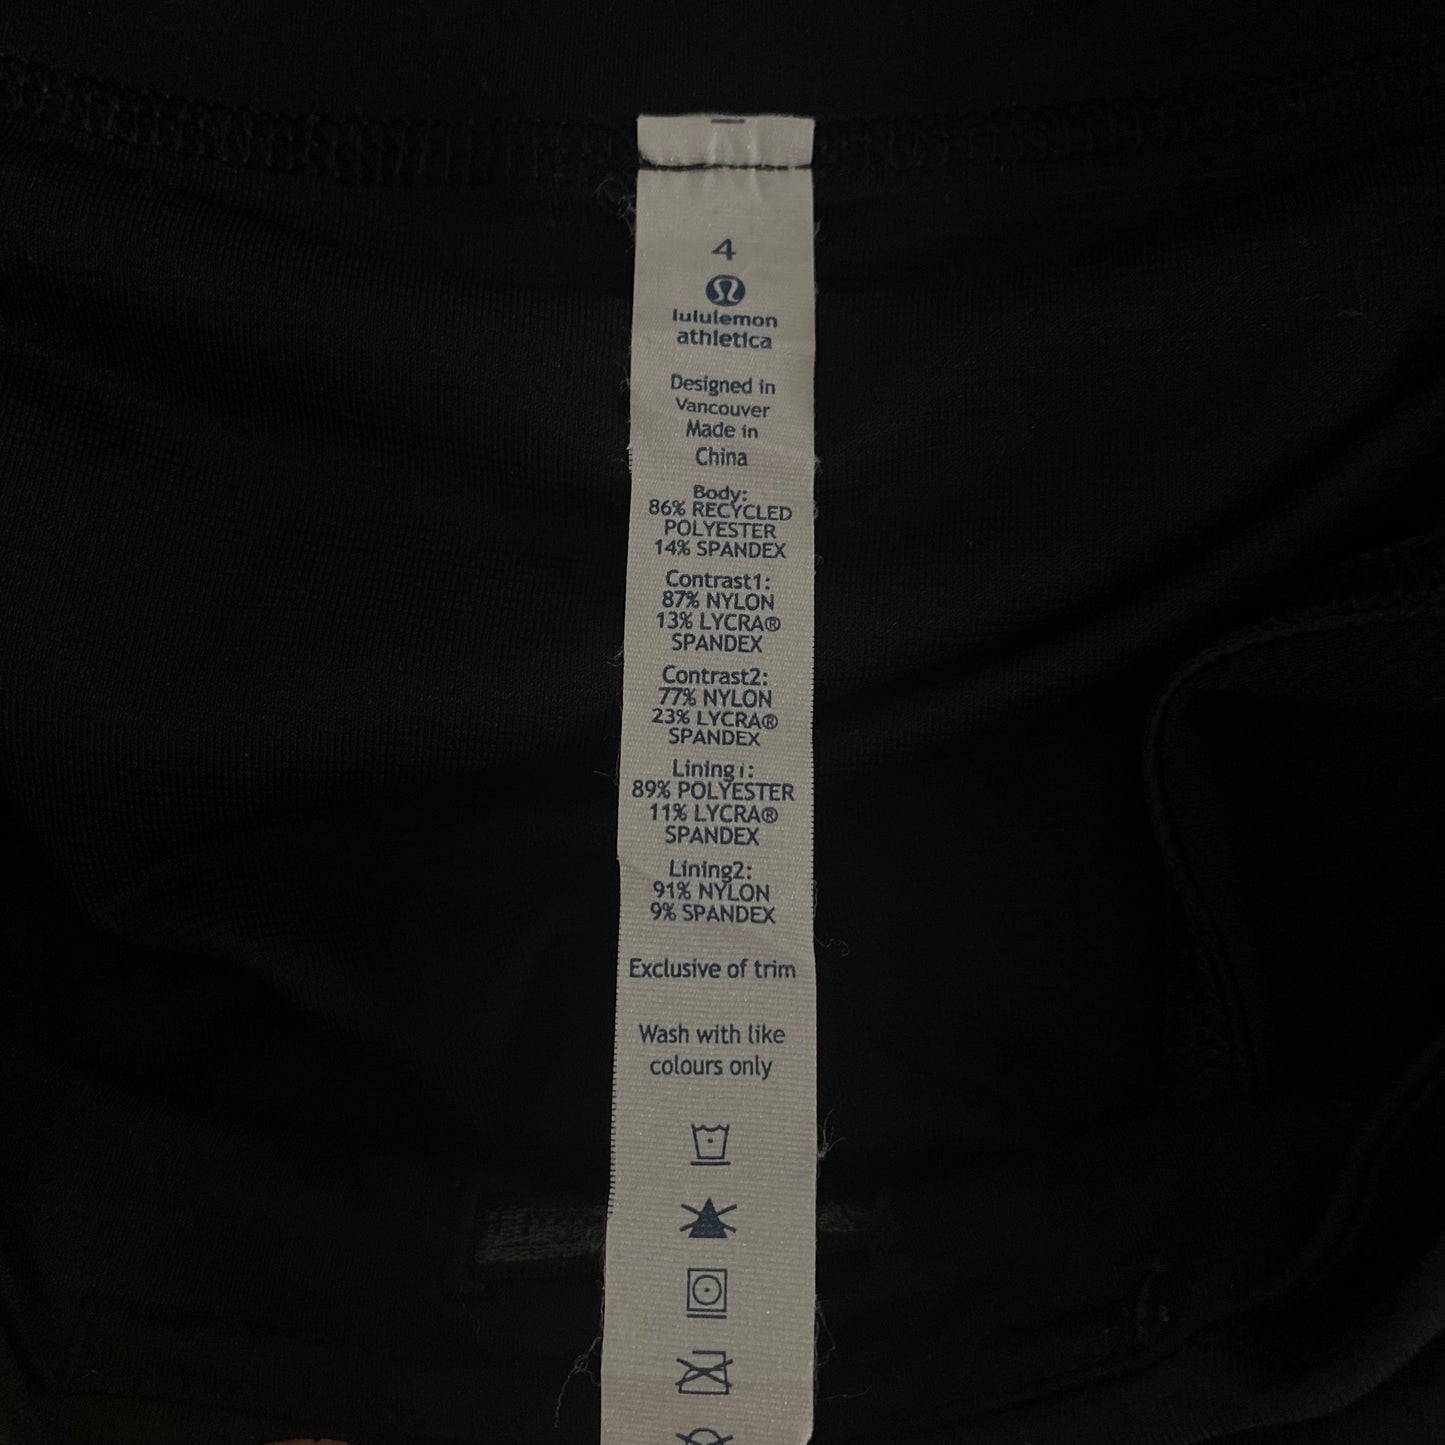 4
lululemon
athletica
Designed in
Vancouver
Made in
China
Body:
86% RECYCLED
POLYESTER
14% SPANDEX
Contrast1:
87% NYLON
13% LYCRA®
SPANDEX
Contrast2:
77% NYLON
23% LYCRA®
SPANDEX
Lining1:
89% POLYESTER
11% LYCRA®
SPANDEX
Lining2:
91% NYLON
9% SPANDEX
Exclusive of trim
Wash with like
colours only